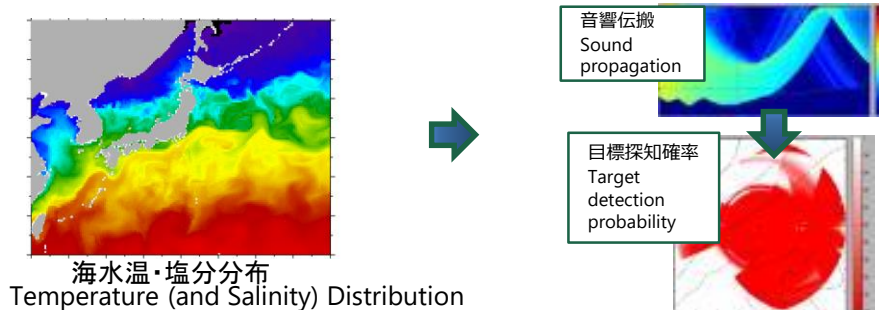 音響伝搬
Sound
propagation
目標探知確率
Target
detection
probability
海水温・塩分分布
Temperature (and Salinity) Distribution